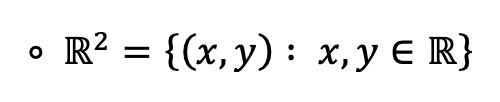 ∘ ℝ² = {(x, y) : x, y ∈ ℝ}